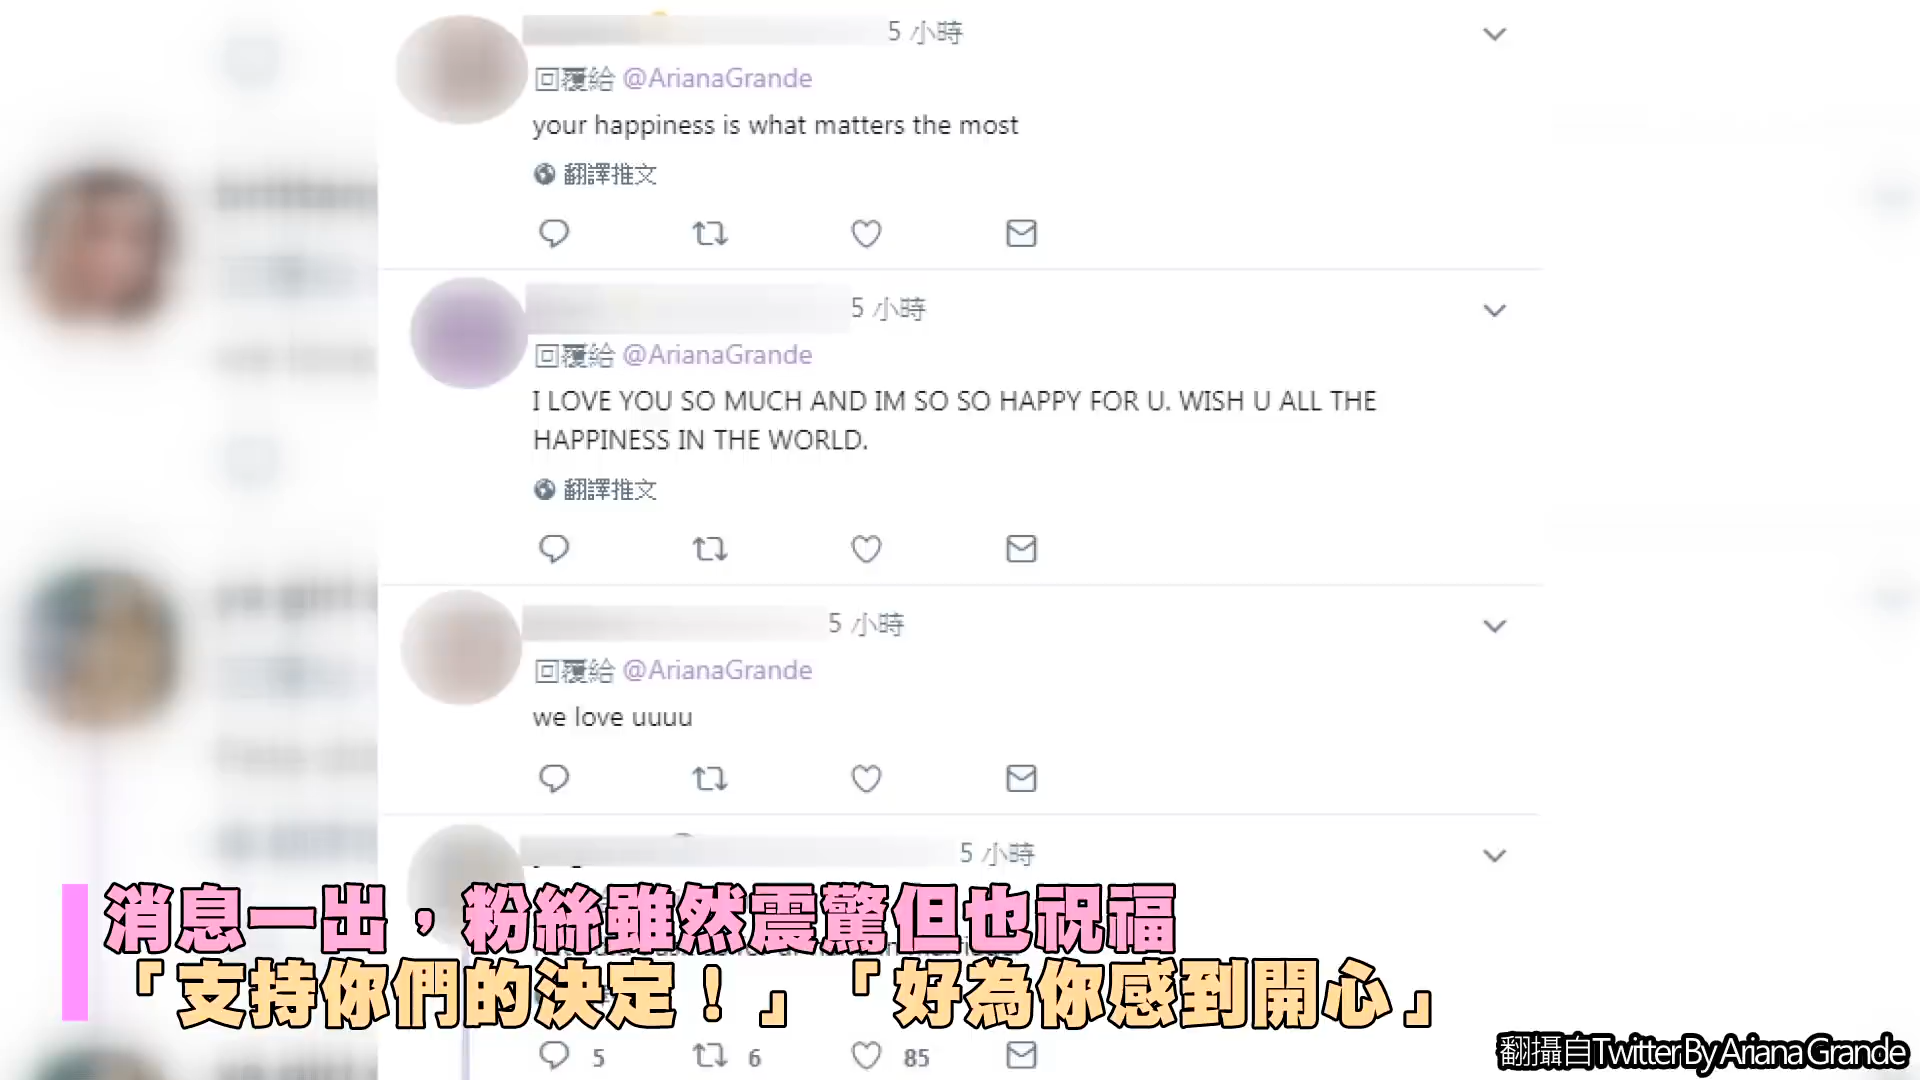 5 小時
回覆給 @ArianaGrande
your happiness is what matters the most
翻譯推文
5 小時
回覆給 @ArianaGrande
I LOVE YOU SO MUCH AND IM SO SO HAPPY FOR U. WISH U ALL THE
HAPPINESS IN THE WORLD.
翻譯推文
5 小時
回覆給 @ArianaGrande
we love uuuu
5 小時
消息一出，粉絲雖然震驚但也祝福
「支持你們的決定！」「好為你感到開心」
5 6 85
翻攝自Twitter By Ariana Grande